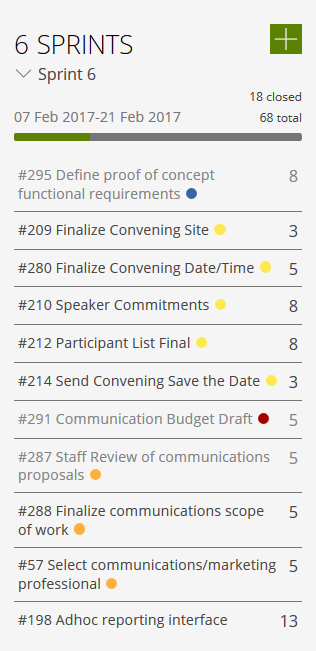 6 SPRINTS
Sprint 6
18 closed
07 Feb 2017-21 Feb 2017 68 total
#295 Define proof of concept 8
functional requirements
#209 Finalize Convening Site 3
#280 Finalize Convening Date/Time 5
#210 Speaker Commitments 8
#212 Participant List Final 8
#214 Send Convening Save the Date 3
#291 Communication Budget Draft 5
#287 Staff Review of communications 5
proposals
#288 Finalize communications scope 5
of work
#57 Select communications/marketing 5
professional
#198 Adhoc reporting interface 13